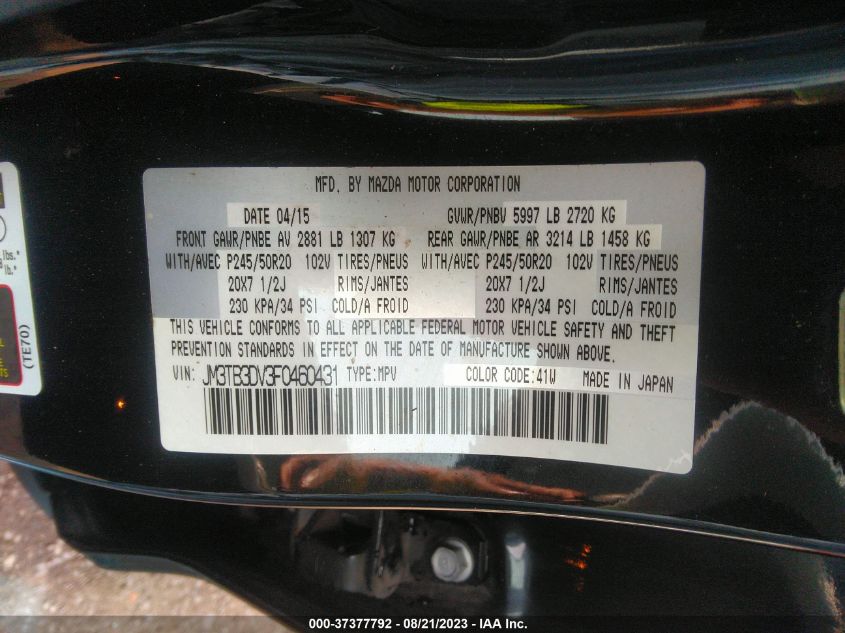 MFD. BY MAZDA MOTOR CORPORATION
DATE 04/15 GVWR/PNBV 5997 LB 2720 KG
FRONT GAWR/PNBE AV 2881 LB 1307 KG REAR GAWR/PNBE AR 3214 LB 1458 KG
WITH/AVEC P245/50R20 102V TIRES/PNEUS WITH/AVEC P245/50R20 102V TIRES/PNEUS
20X7 1/2J RIMS/JANTES 20X7 1/2J RIMS/JANTES
230 KPA/34 PSI COLD/A FROID 230 KPA/34 PSI COLD/A FROID
THIS VEHICLE CONFORMS TO ALL APPLICABLE FEDERAL MOTOR VEHICLE SAFETY AND THEFT
PREVENTION STANDARDS IN EFFECT ON THE DATE OF MANUFACTURE SHOWN ABOVE.
VIN: JM3TB3DV3F0460431 TYPE:MPV COLOR CODE:41W MADE IN JAPAN
lbs.*
(TE70)
000-37377792 - 08/21/2023 - IAA Inc.